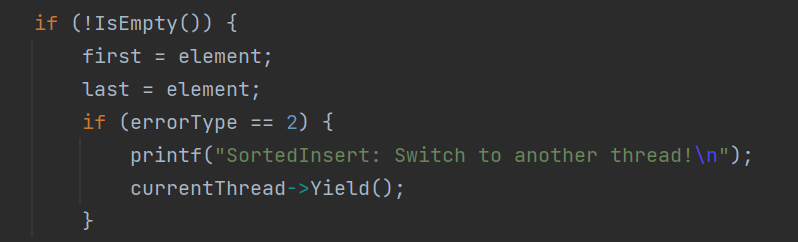 if (!IsEmpty()) {
first = element;
last = element;
if (errorType == 2) {
printf("SortedInsert: Switch to another thread!\n");
currentThread->Yield();
}